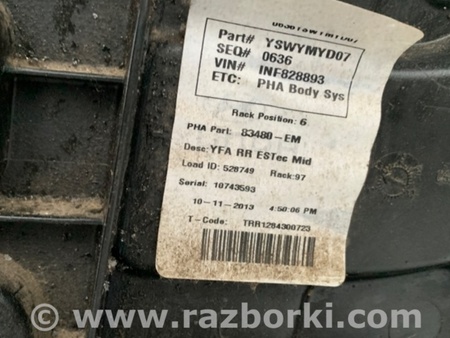 Part# YSWYMYD07
SEQ# 0636
VIN# INF828893
ETC: PHA Body Sys
Rack Position: 6
PHA Part: 83480-EM
Desc: YFA RR ESTec Mid
Load ID: 528749 Rack: 97
Serial: 10743593
10-11-2013 4:50:06 PM
T-Code: TRR1284300723
www.razborki.com